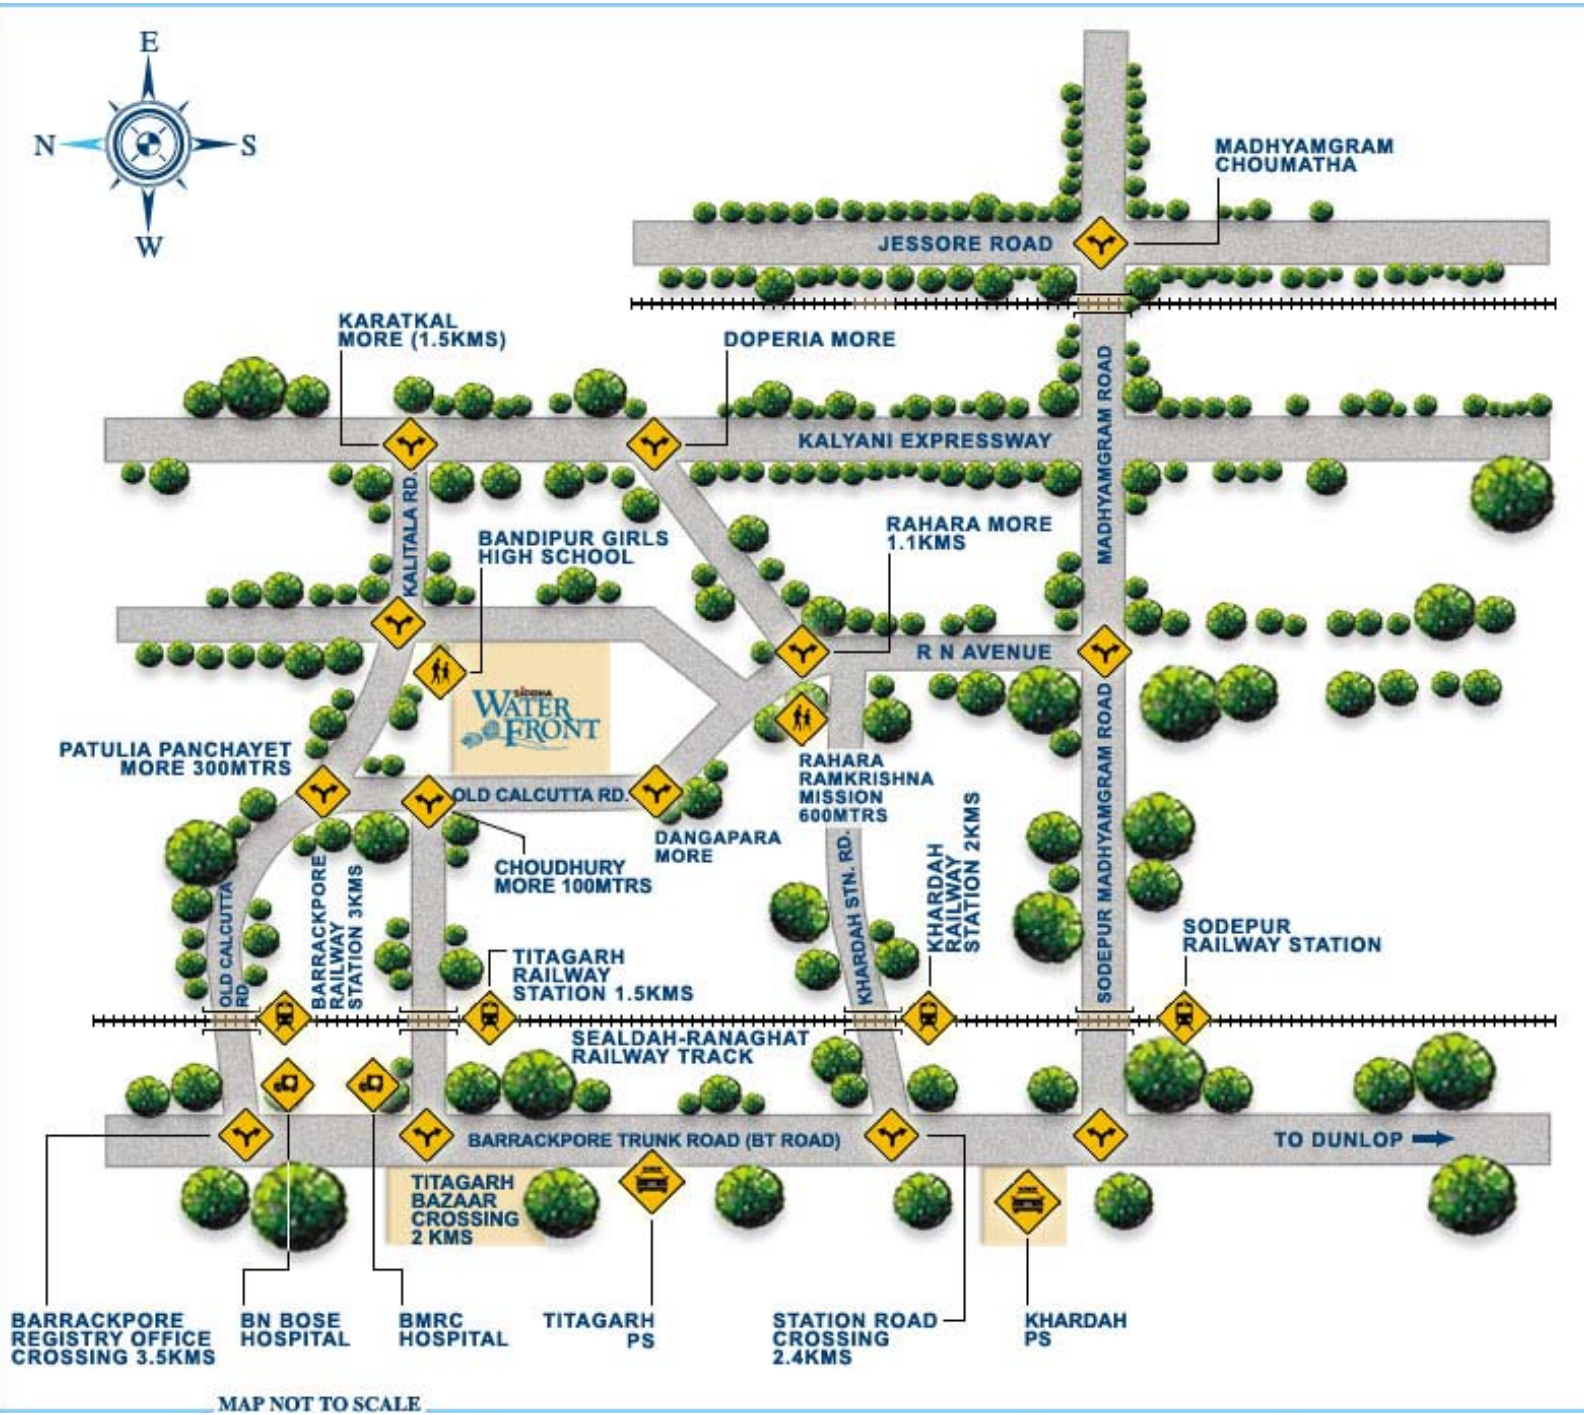 E
N
S
W
MADHYAMGRAM
CHOUMATHA
JESSORE ROAD
KARATKAL
MORE (1.5KMS)
DOPERIA MORE
KALYANI EXPRESSWAY
MADHYAMGRAM ROAD
KALITALA RD.
BANDIPUR GIRLS
HIGH SCHOOL
RAHARA MORE
1.1KMS
R N AVENUE
SIDDHA
WATER
FRONT
PATULIA PANCHAYET
MORE 300MTRS
OLD CALCUTTA RD.
RAHARA
RAMKRISHNA
MISSION
600MTRS
DANGAPARA
MORE
CHOUDHURY
MORE 100MTRS
OLD CALCUTTA
RD.
BARRACKPORE
RAILWAY
STATION 3KMS
TITAGARH
RAILWAY
STATION 1.5KMS
KHARDAH STN. RD.
KHARDAH
RAILWAY
STATION 2KMS
SODEPUR MADHYAMGRAM ROAD
SODEPUR
RAILWAY STATION
SEALDAH-RANAGHAT
RAILWAY TRACK
BARRACKPORE TRUNK ROAD (BT ROAD)
TO DUNLOP
TITAGARH
BAZAAR
CROSSING
2 KMS
BARRACKPORE
REGISTRY OFFICE
CROSSING 3.5KMS
BN BOSE
HOSPITAL
BMRC
HOSPITAL
TITAGARH
PS
STATION ROAD
CROSSING
2.4KMS
KHARDAH
PS
MAP NOT TO SCALE